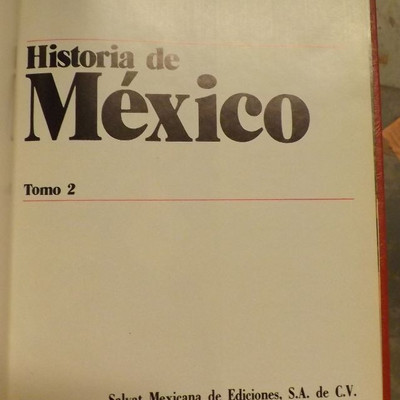 Historia de
México
Tomo 2
Salvat Mexicana de Ediciones, S.A. de C.V.